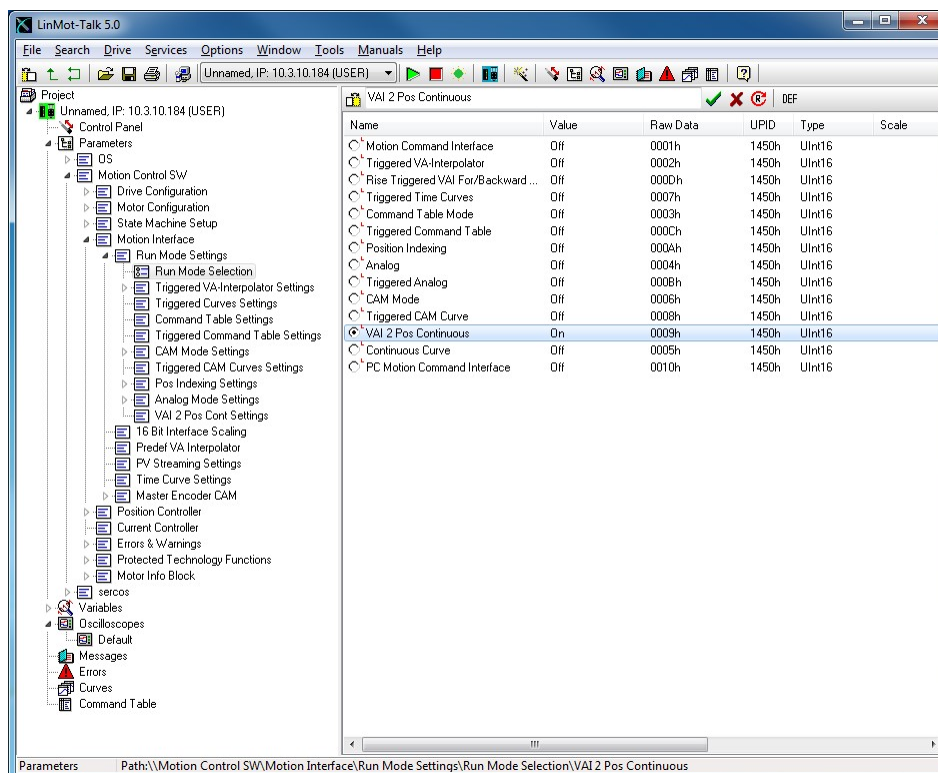 LinMot-Talk 5.0
File Search Drive Services Options Window Tools Manuals Help
Unnamed, IP: 10.3.10.184 (USER)
Project
Unnamed, IP: 10.3.10.184 (USER)
Control Panel
Parameters
OS
Motion Control SW
Drive Configuration
Motor Configuration
State Machine Setup
Motion Interface
Run Mode Settings
Run Mode Selection
Triggered VA-Interpolator Settings
Triggered Curves Settings
Command Table Settings
Triggered Command Table Settings
CAM Mode Settings
Triggered CAM Curves Settings
Pos Indexing Settings
Analog Mode Settings
VAI 2 Pos Cont Settings
16 Bit Interface Scaling
Predef VA Interpolator
PV Streaming Settings
Time Curve Settings
Master Encoder CAM
Position Controller
Current Controller
Errors & Warnings
Protected Technology Functions
Motor Info Block
sercos
Variables
Oscilloscopes
Default
Messages
Errors
Curves
Command Table
VAI 2 Pos Continuous DEF
Name Value Raw Data UPID Type Scale
Motion Command Interface Off 0001h 1450h UInt16
Triggered VA-Interpolator Off 0002h 1450h UInt16
Rise Triggered VAI For/Backward ... Off 000Dh 1450h UInt16
Triggered Time Curves Off 0007h 1450h UInt16
Command Table Mode Off 0003h 1450h UInt16
Triggered Command Table Off 000Ch 1450h UInt16
Position Indexing Off 000Ah 1450h UInt16
Analog Off 0004h 1450h UInt16
Triggered Analog Off 000Bh 1450h UInt16
CAM Mode Off 0006h 1450h UInt16
Triggered CAM Curve Off 0008h 1450h UInt16
VAI 2 Pos Continuous On 0009h 1450h UInt16
Continuous Curve Off 0005h 1450h UInt16
PC Motion Command Interface Off 0010h 1450h UInt16
Parameters Path:\\Motion Control SW\Motion Interface\Run Mode Settings\Run Mode Selection\VAI 2 Pos Continuous